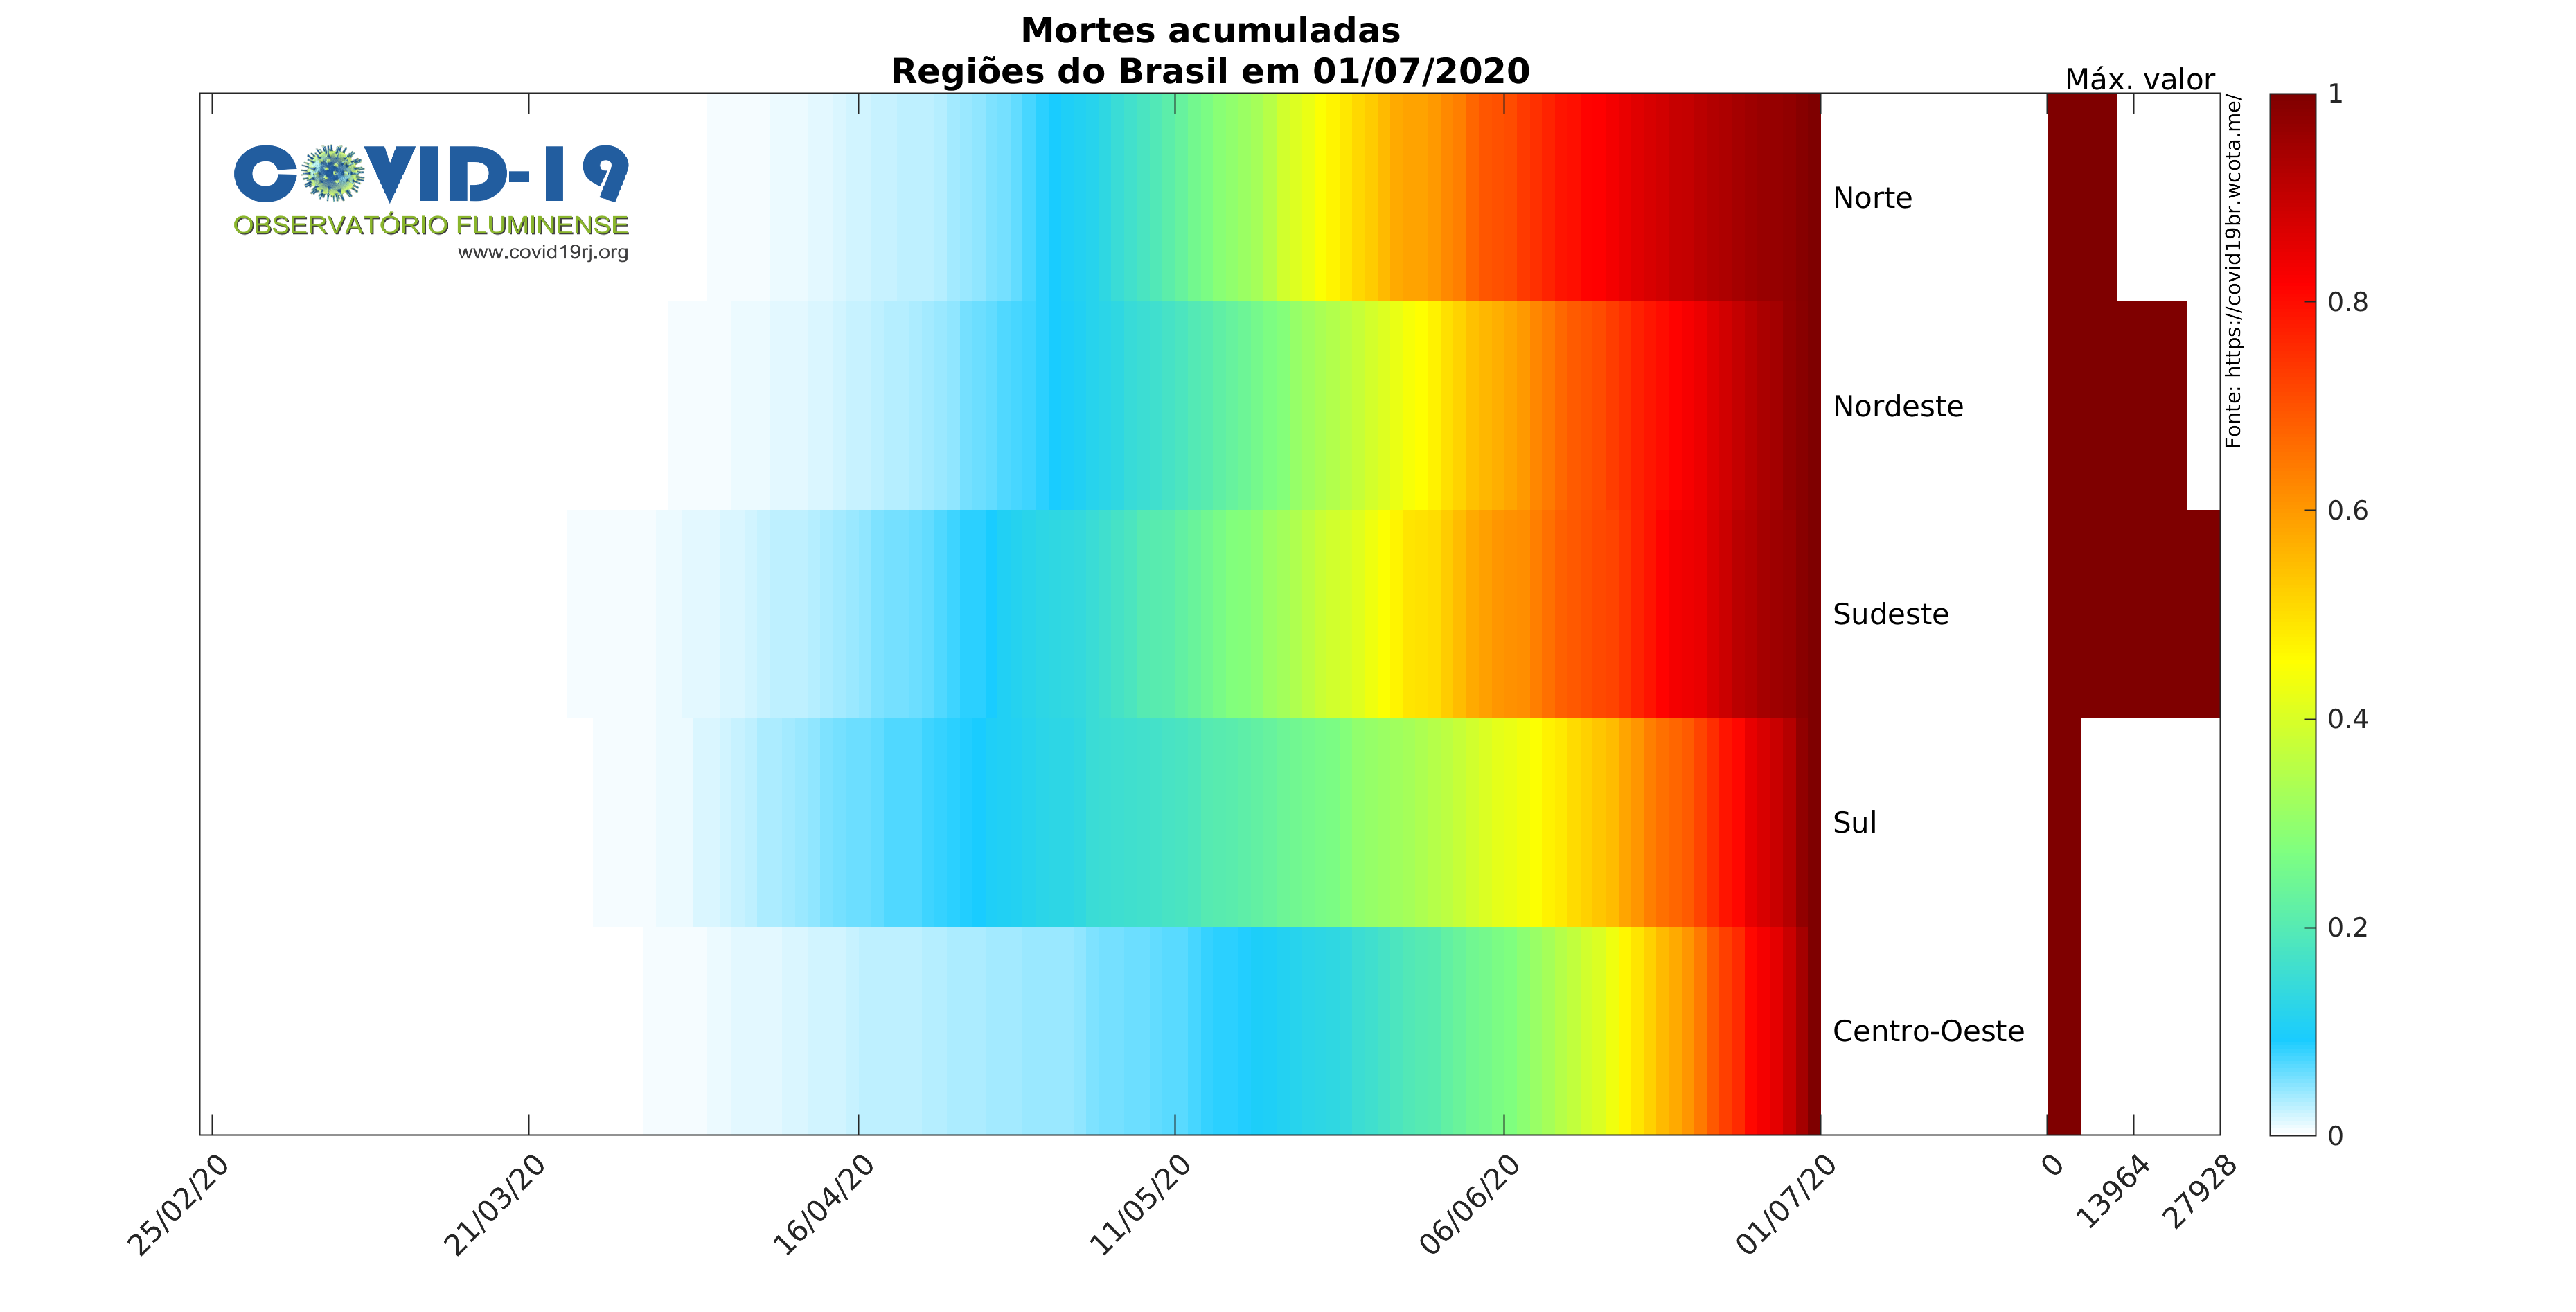 Mortes acumuladas
Regiões do Brasil em 01/07/2020
Máx. valor
COVID-19
OBSERVATÓRIO FLUMINENSE
www.covid19rj.org
Norte
Nordeste
Sudeste
Sul
Centro-Oeste
Fonte: https://covid19br.wcota.me/
1
0.8
0.6
0.4
0.2
0
25/02/20
21/03/20
16/04/20
11/05/20
06/06/20
01/07/20
0
13964
27928